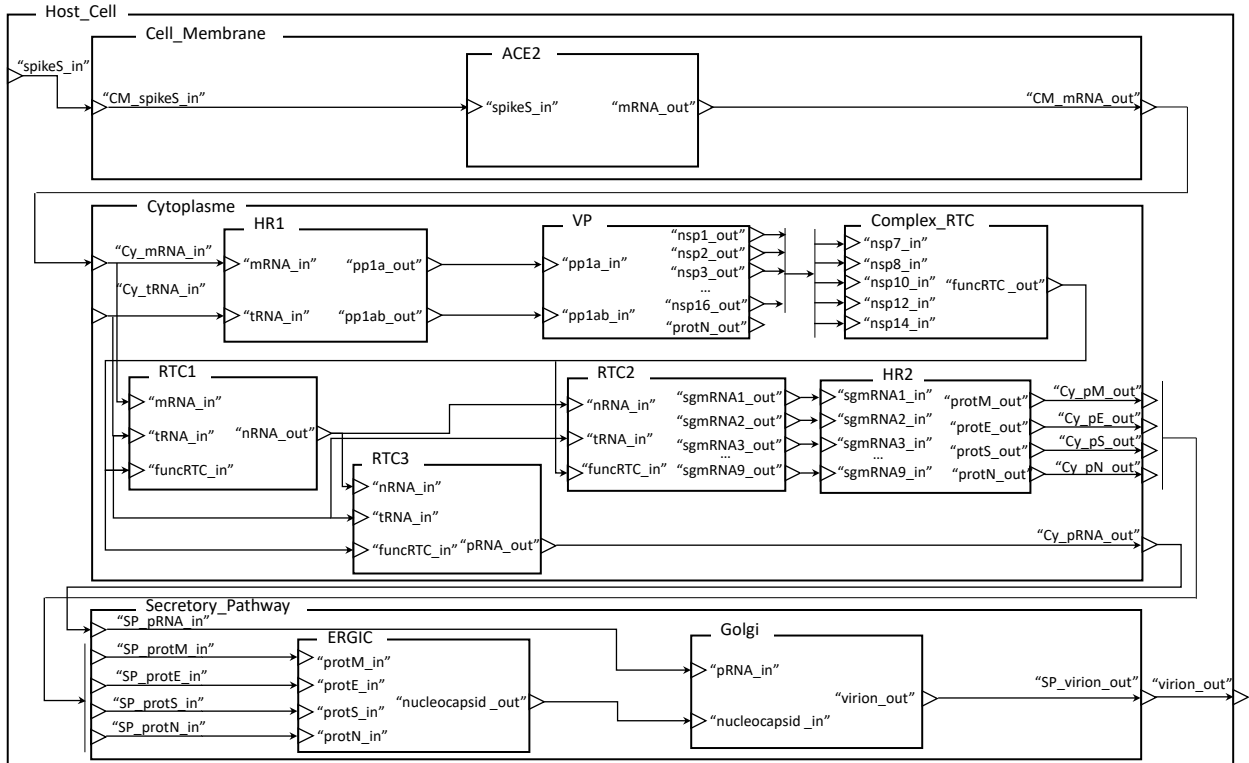 Host_Cell
Cell_Membrane
ACE2
“spikeS_in”
“CM_spikeS_in”
“spikeS_in”
“mRNA_out”
“CM_mRNA_out”
Cytoplasme
HR1
VP
Complex_RTC
“Cy_mRNA_in”
“Cy_tRNA_in”
“mRNA_in”
“tRNA_in”
“pp1a_out”
“pp1ab_out”
“pp1a_in”
“pp1ab_in”
“nsp1_out”
“nsp2_out”
“nsp3_out”
...
“nsp16_out”
“protN_out”
“nsp7_in”
“nsp8_in”
“nsp10_in”
“nsp12_in”
“nsp14_in”
“funcRTC _out”
RTC1
“mRNA_in”
“tRNA_in”
“funcRTC_in”
“nRNA_out”
RTC3
“nRNA_in”
“tRNA_in”
“funcRTC_in”
“pRNA_out”
RTC2
“nRNA_in”
“tRNA_in”
“funcRTC_in”
“sgmRNA1_out”
“sgmRNA2_out”
“sgmRNA3_out”
...
“sgmRNA9_out”
HR2
“sgmRNA1_in”
“sgmRNA2_in”
“sgmRNA3_in”
...
“sgmRNA9_in”
“protM_out”
“protE_out”
“protS_out”
“protN_out”
“Cy_pM_out”
“Cy_pE_out”
“Cy_pS_out”
“Cy_pN_out”
“Cy_pRNA_out”
Secretory_Pathway
“SP_pRNA_in”
“SP_protM_in”
“SP_protE_in”
“SP_protS_in”
“SP_protN_in”
ERGIC
“protM_in”
“protE_in”
“protS_in”
“protN_in”
“nucleocapsid _out”
Golgi
“pRNA_in”
“nucleocapsid _in”
“virion_out”
“SP_virion_out”
“virion_out”